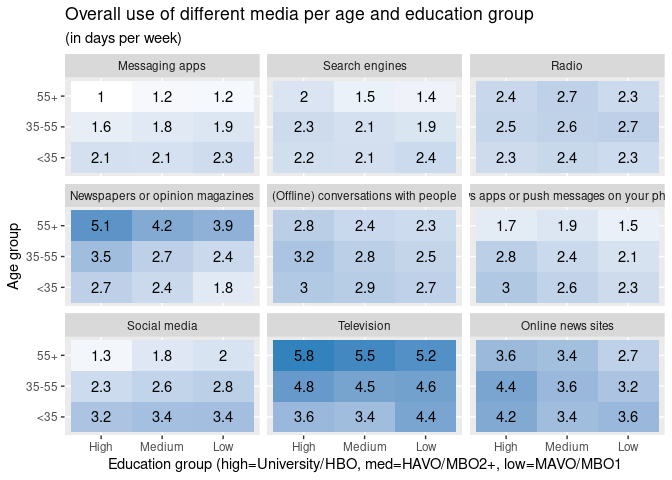 Overall use of different media per age and education group
(in days per week)
Messaging apps Search engines Radio
55+ 1 1.2 1.2 2 1.5 1.4 2.4 2.7 2.3
35-55 1.6 1.8 1.9 2.3 2.1 1.9 2.5 2.6 2.7
<35 2.1 2.1 2.3 2.2 2.1 2.4 2.3 2.4 2.3
Newspapers or opinion magazines (Offline) conversations with people s apps or push messages on your ph
55+ 5.1 4.2 3.9 2.8 2.4 2.3 1.7 1.9 1.5
35-55 3.5 2.7 2.4 3.2 2.8 2.5 2.8 2.4 2.1
<35 2.7 2.4 1.8 3 2.9 2.7 3 2.6 2.3
Age group
Social media Television Online news sites
55+ 1.3 1.8 2 5.8 5.5 5.2 3.6 3.4 2.7
35-55 2.3 2.6 2.8 4.8 4.5 4.6 4.4 3.6 3.2
<35 3.2 3.4 3.4 3.6 3.4 4.4 4.2 3.4 3.6
High Medium Low High Medium Low High Medium Low
Education group (high=University/HBO, med=HAVO/MBO2+, low=MAVO/MBO1